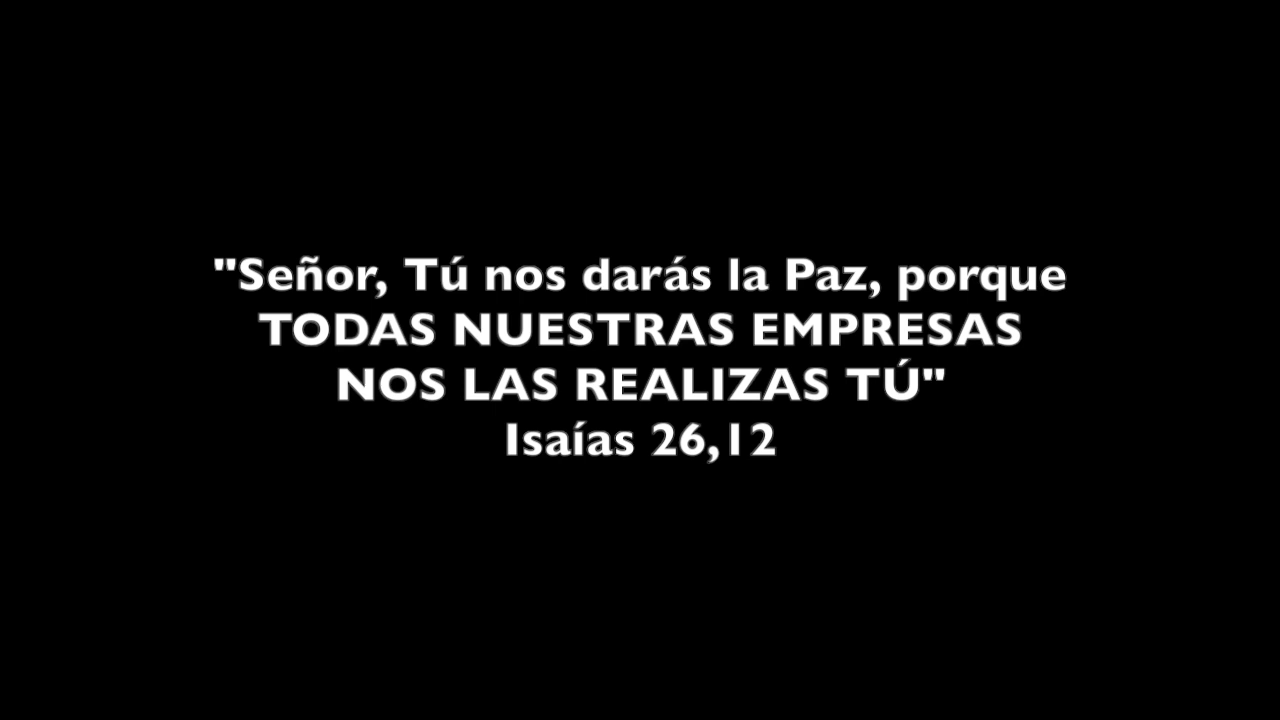 "Señor, Tú nos darás la Paz, porque
TODAS NUESTRAS EMPRESAS
NOS LAS REALIZAS TÚ"
Isaías 26,12